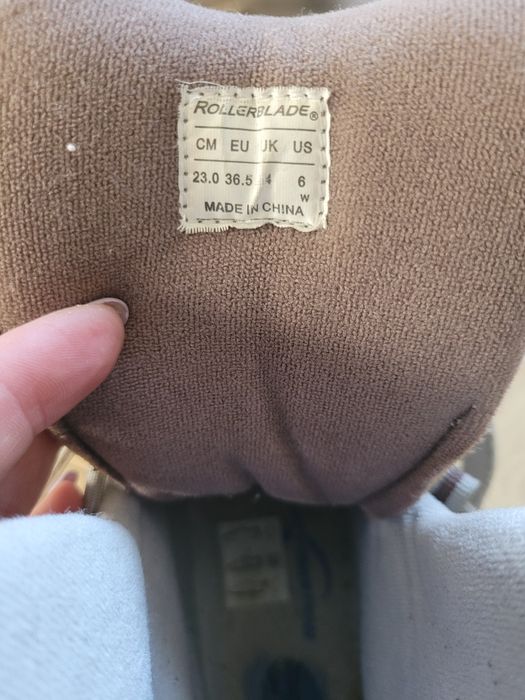 ROLLERBLADE®
CM EU UK US
23.0 36.5 4 6
W
MADE IN CHINA